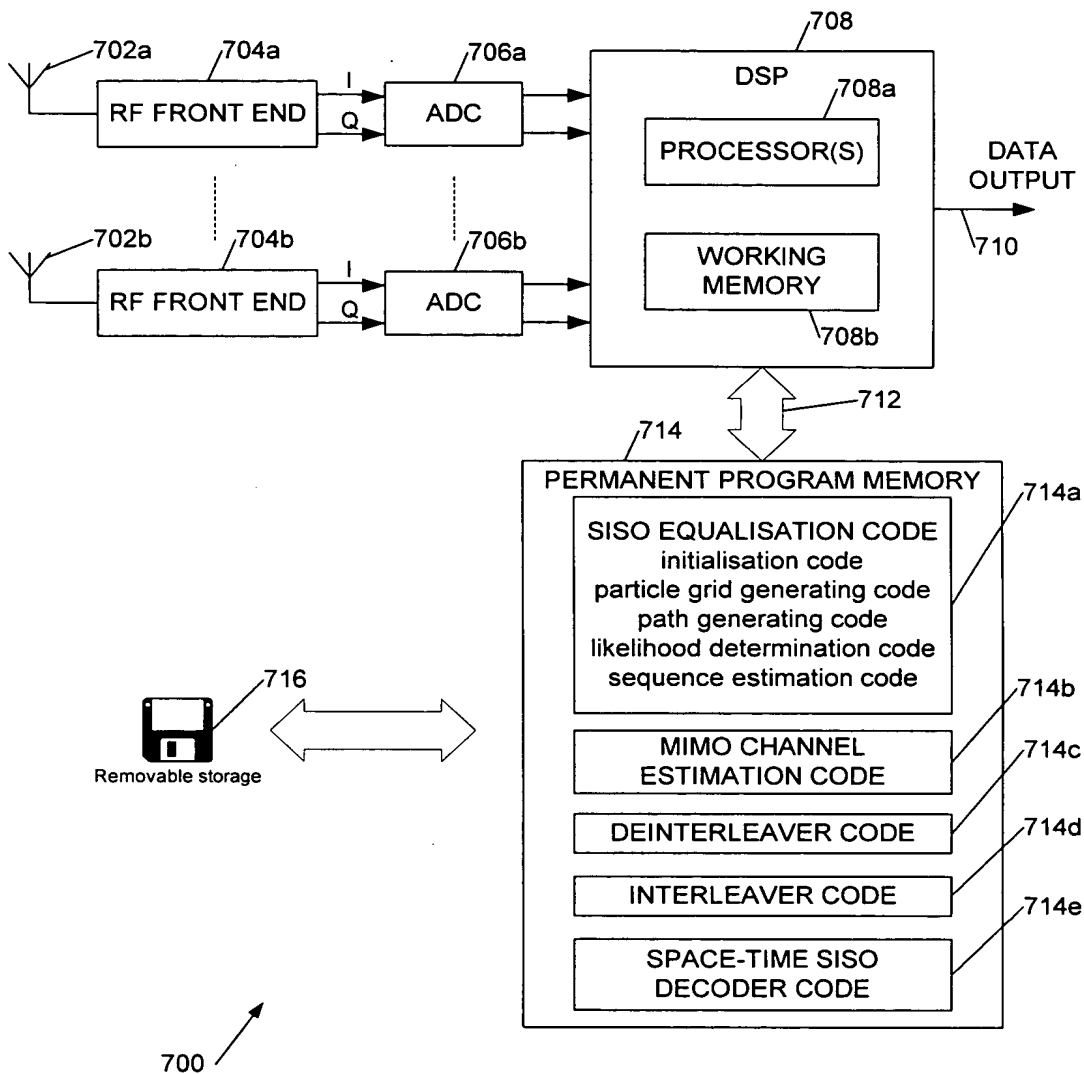 702a
704a
706a
708
RF FRONT END
I
Q
ADC
DSP
708a
PROCESSOR(S)
DATA
OUTPUT
710
702b
704b
706b
RF FRONT END
I
Q
ADC
WORKING
MEMORY
708b
712
714
PERMANENT PROGRAM MEMORY
714a
SISO EQUALISATION CODE
initialisation code
particle grid generating code
path generating code
likelihood determination code
sequence estimation code
716
Removable storage
714b
MIMO CHANNEL
ESTIMATION CODE
714c
DEINTERLEAVER CODE
714d
INTERLEAVER CODE
714e
SPACE-TIME SISO
DECODER CODE
700